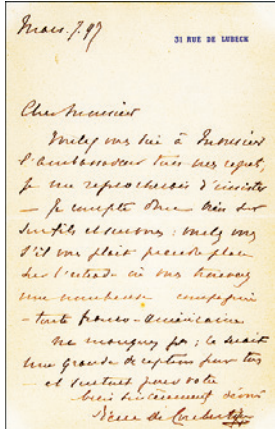 Mars. 7. 97
31 RUE DE LUBECK
Cher Monsieur
Voulez vous dire à Monsieur
l'ambassadeur tous mes regrets,
je me reprocherais d'insister
— Je compte donc bien sur
: voulez vous
s'il vous plait prendre place
sur l'estrade où vous trouverez
une nombreuse compagnie
— toute franco-américaine
ne manquez pas ; ce serait
une grande déception pour tous
— et surtout pour votre
bien sincèrement dévoué
Pierre de Coubertin